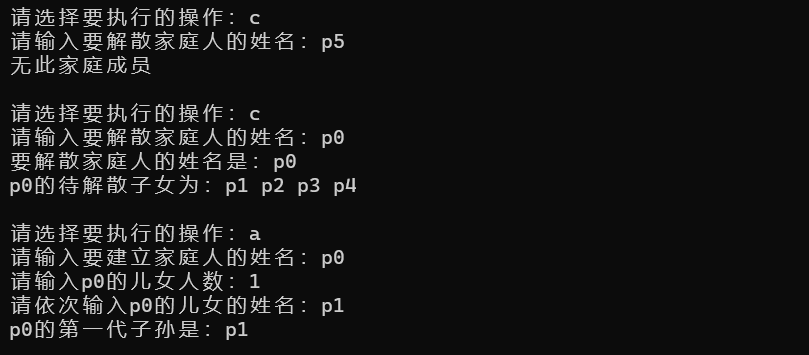 请选择要执行的操作: c
请输入要解散家庭人的姓名: p5
无此家庭成员
请选择要执行的操作: c
请输入要解散家庭人的姓名: p0
要解散家庭人的姓名是: p0
p0的待解散子女为: p1 p2 p3 p4
请选择要执行的操作: a
请输入要建立家庭人的姓名: p0
请输入p0的儿女人数: 1
请依次输入p0的儿女的姓名: p1
p0的第一代子孙是: p1